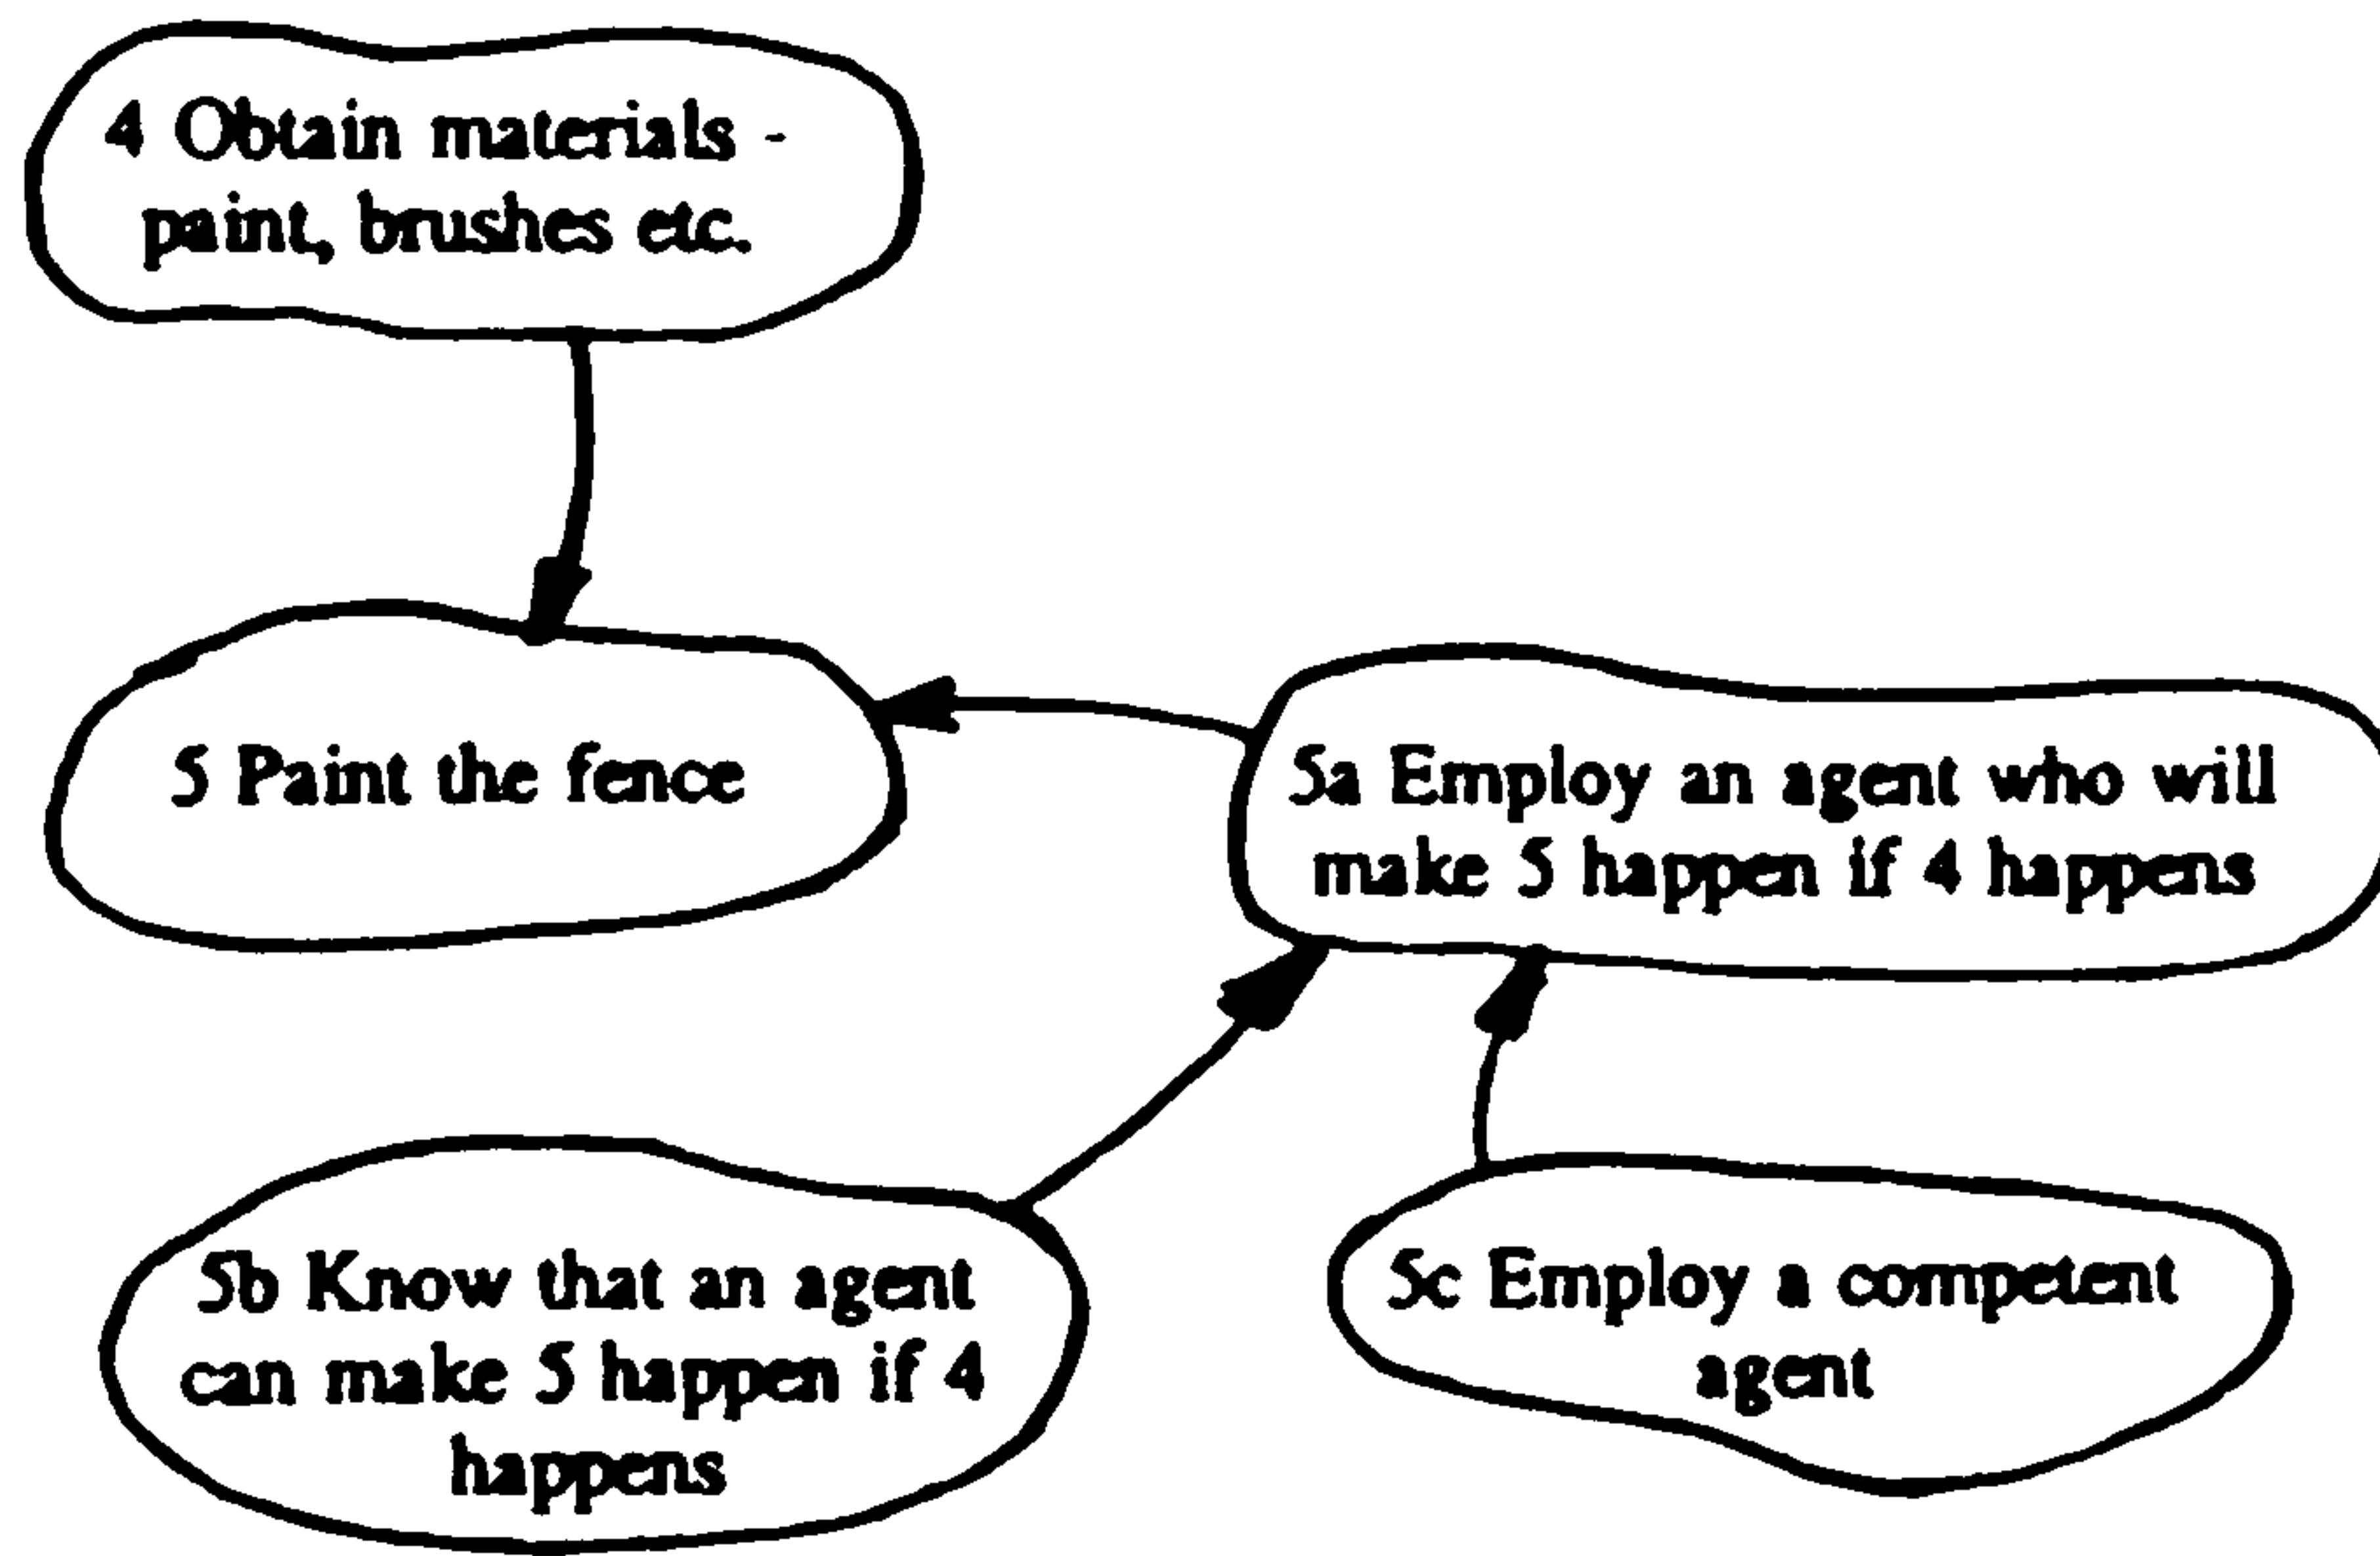 4 Obtain materials -
paint, brushes etc.
5 Paint the fence
5a Employ an agent who will
make 5 happen if 4 happens
5b Know that an agent
can make 5 happen if 4
happens
5c Employ a competent
agent